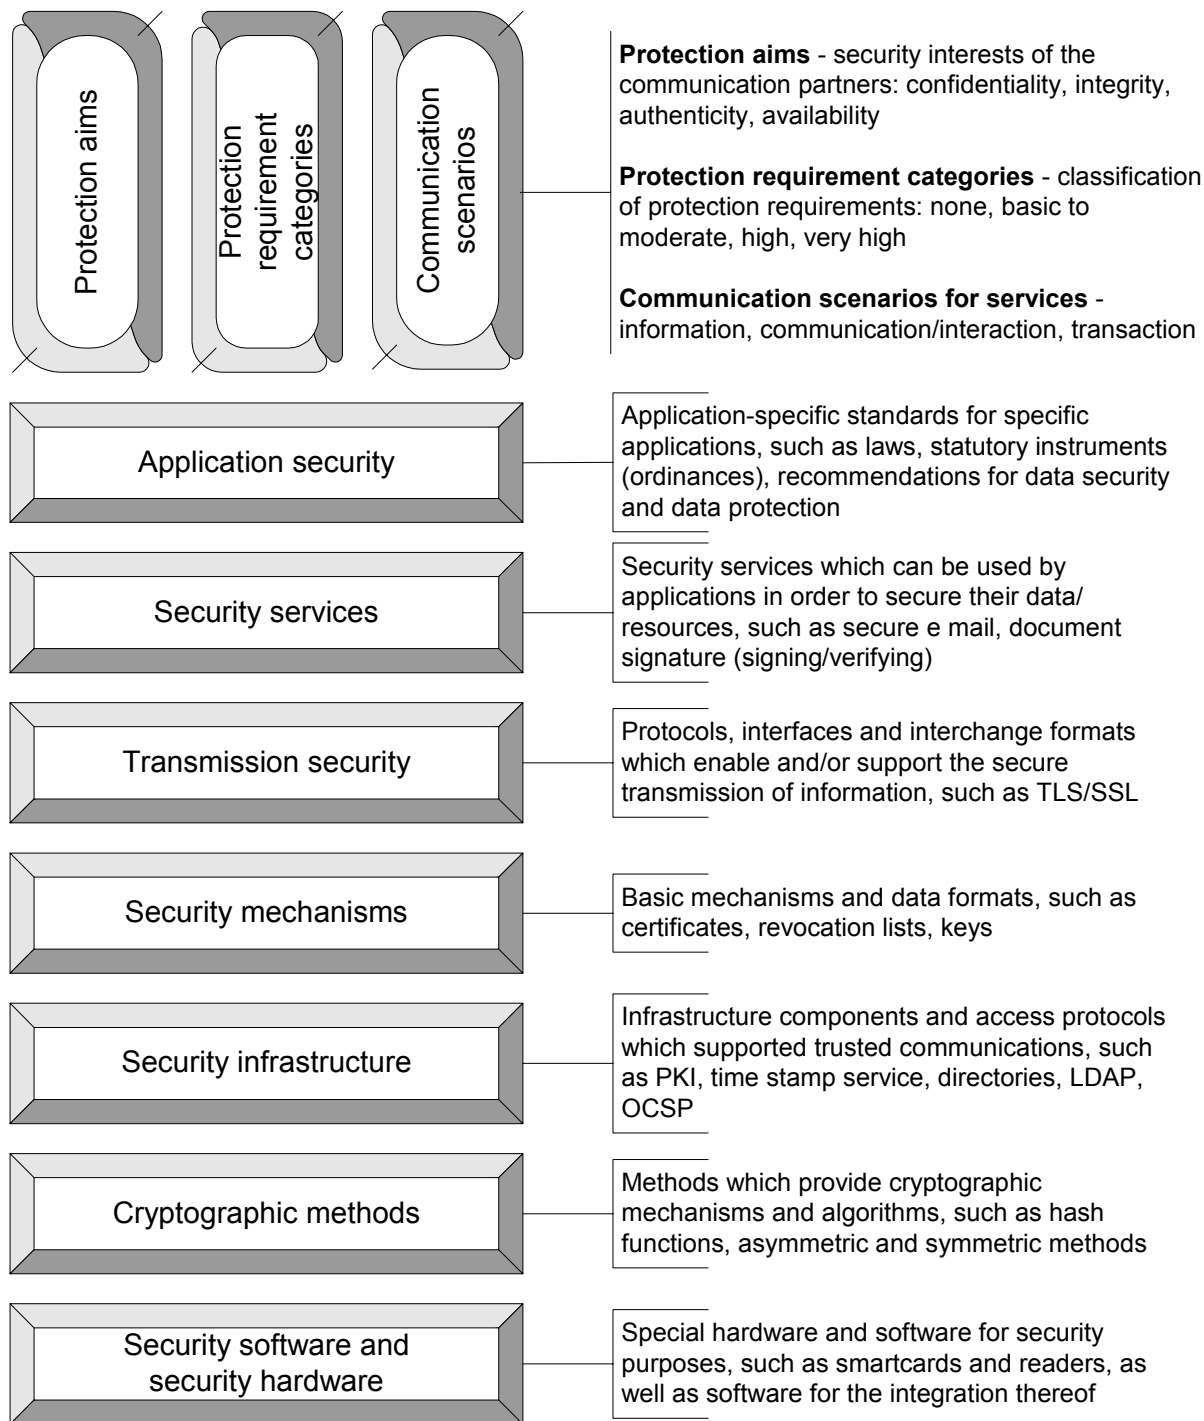 Protection aims
Protection
requirement
categories
Communication
scenarios
Protection aims - security interests of the
communication partners: confidentiality, integrity,
authenticity, availability
Protection requirement categories - classification
of protection requirements: none, basic to
moderate, high, very high
Communication scenarios for services -
information, communication/interaction, transaction
Application security
Application-specific standards for specific
applications, such as laws, statutory instruments
(ordinances), recommendations for data security
and data protection
Security services
Security services which can be used by
applications in order to secure their data/
resources, such as secure e mail, document
signature (signing/verifying)
Transmission security
Protocols, interfaces and interchange formats
which enable and/or support the secure
transmission of information, such as TLS/SSL
Security mechanisms
Basic mechanisms and data formats, such as
certificates, revocation lists, keys
Security infrastructure
Infrastructure components and access protocols
which supported trusted communications, such
as PKI, time stamp service, directories, LDAP,
OCSP
Cryptographic methods
Methods which provide cryptographic
mechanisms and algorithms, such as hash
functions, asymmetric and symmetric methods
Security software and
security hardware
Special hardware and software for security
purposes, such as smartcards and readers, as
well as software for the integration thereof